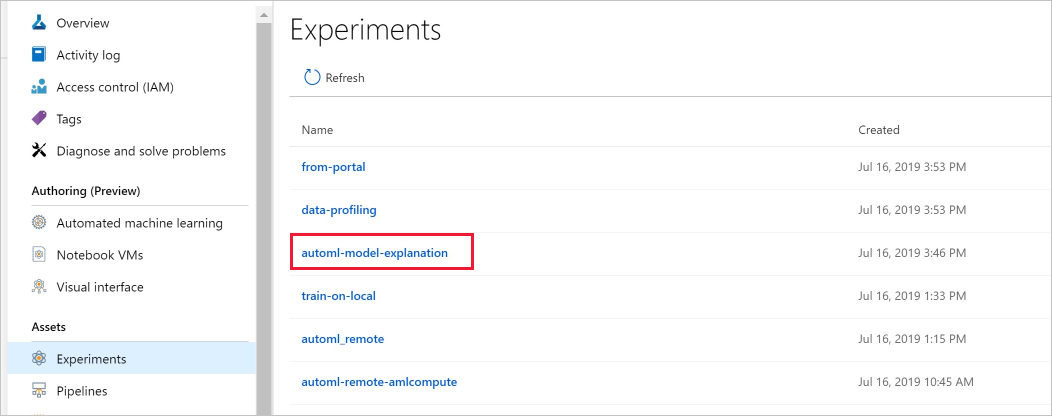 Overview
Activity log
Access control (IAM)
Tags
Diagnose and solve problems
Authoring (Preview)
Automated machine learning
Notebook VMs
Visual interface
Assets
Experiments
Pipelines
Experiments
Refresh
Name Created
from-portal Jul 16, 2019 3:53 PM
data-profiling Jul 16, 2019 3:53 PM
automl-model-explanation Jul 16, 2019 3:46 PM
train-on-local Jul 16, 2019 1:33 PM
automl_remote Jul 16, 2019 1:15 PM
automl-remote-amlcompute Jul 16, 2019 10:45 AM